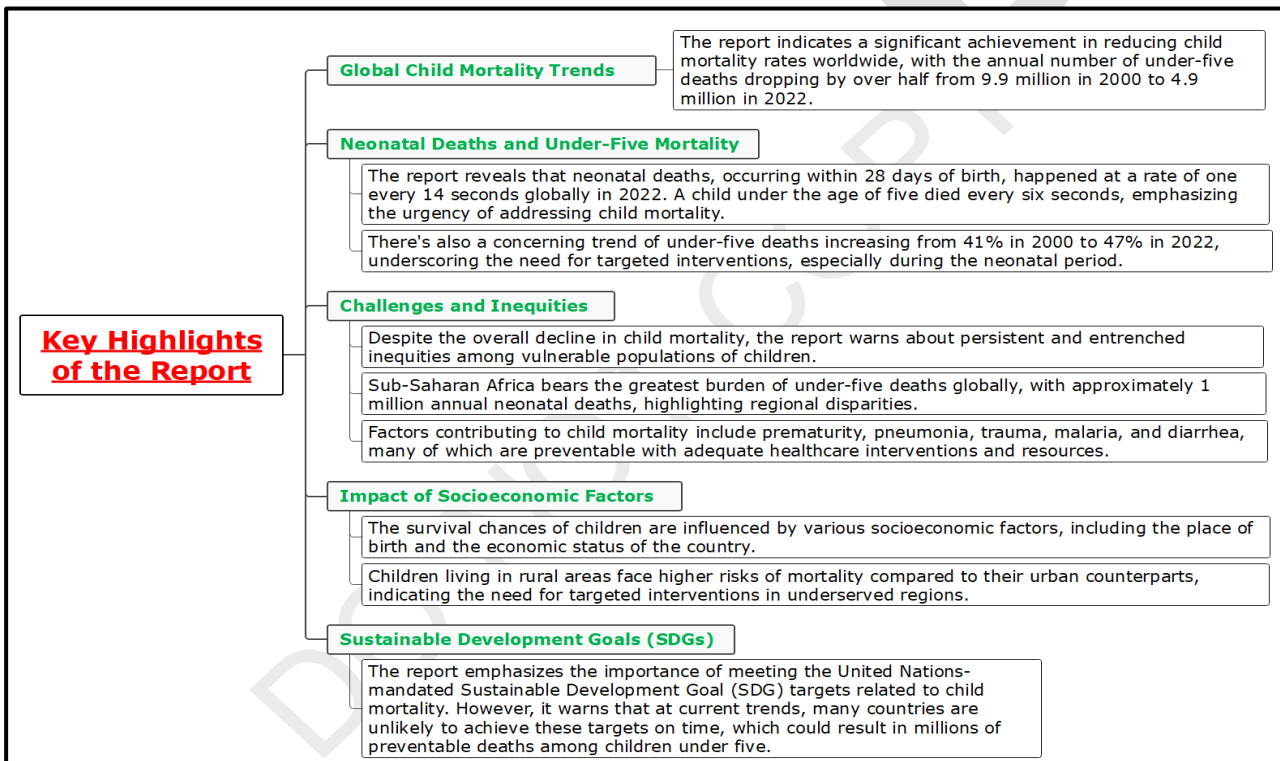 Key Highlights
of the Report
Global Child Mortality Trends
The report indicates a significant achievement in reducing child
mortality rates worldwide, with the annual number of under-five
deaths dropping by over half from 9.9 million in 2000 to 4.9
million in 2022.
Neonatal Deaths and Under-Five Mortality
The report reveals that neonatal deaths, occurring within 28 days of birth, happened at a rate of one
every 14 seconds globally in 2022. A child under the age of five died every six seconds, emphasizing
the urgency of addressing child mortality.
There's also a concerning trend of under-five deaths increasing from 41% in 2000 to 47% in 2022,
underscoring the need for targeted interventions, especially during the neonatal period.
Challenges and Inequities
Despite the overall decline in child mortality, the report warns about persistent and entrenched
inequities among vulnerable populations of children.
Sub-Saharan Africa bears the greatest burden of under-five deaths globally, with approximately 1
million annual neonatal deaths, highlighting regional disparities.
Factors contributing to child mortality include prematurity, pneumonia, trauma, malaria, and diarrhea,
many of which are preventable with adequate healthcare interventions and resources.
Impact of Socioeconomic Factors
The survival chances of children are influenced by various socioeconomic factors, including the place of
birth and the economic status of the country.
Children living in rural areas face higher risks of mortality compared to their urban counterparts,
indicating the need for targeted interventions in underserved regions.
Sustainable Development Goals (SDGs)
The report emphasizes the importance of meeting the United Nations-
mandated Sustainable Development Goal (SDG) targets related to child
mortality. However, it warns that at current trends, many countries are
unlikely to achieve these targets on time, which could result in millions of
preventable deaths among children under five.